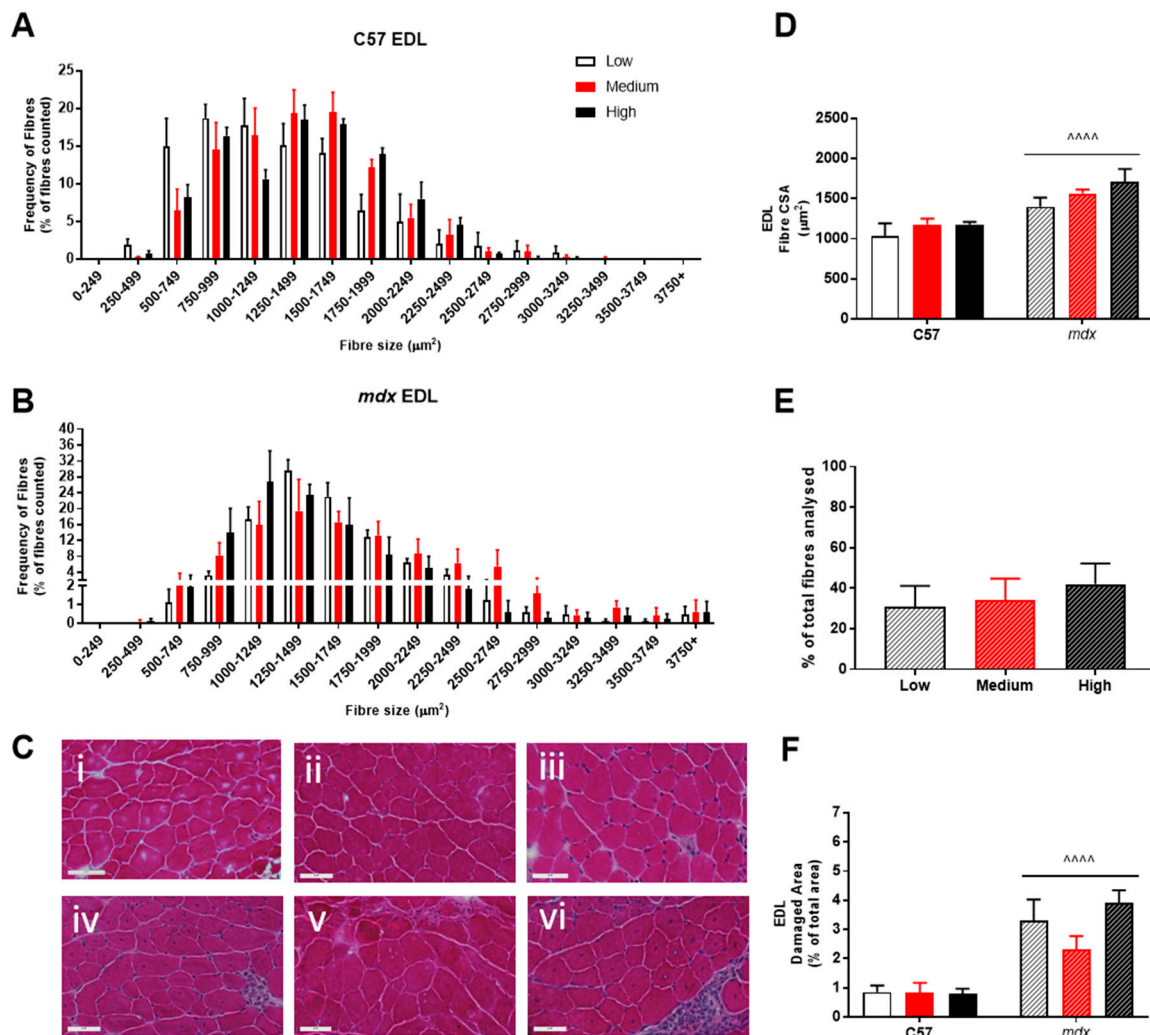 A
C57 EDL
Low
Medium
High
Frequency of Fibres
(% of fibres counted)
25
20
15
10
5
0
0-249
250-499
500-749
750-999
1000-1249
1250-1499
1500-1749
1750-1999
2000-2249
2250-2499
2500-2749
2750-2999
3000-3249
3250-3499
3500-3749
3750+
Fibre size (μm²)
B
mdx EDL
Frequency of Fibres
(% of fibres counted)
40
36
32
28
24
20
16
12
8
4
2
2
1
0
0-249
250-499
500-749
750-999
1000-1249
1250-1499
1500-1749
1750-1999
2000-2249
2250-2499
2500-2749
2750-2999
3000-3249
3250-3499
3500-3749
3750+
Fibre size (μm²)
C
i
ii
iii
iv
v
vi
D
EDL
Fibre CSA
(μm²)
2500
2000
1500
1000
500
0
^^^^
C57
mdx
E
% of total fibres analysed
100
80
60
40
20
0
Low
Medium
High
F
EDL
Damaged Area
(% of total area)
7
6
5
4
3
2
1
0
^^^^
C57
mdx